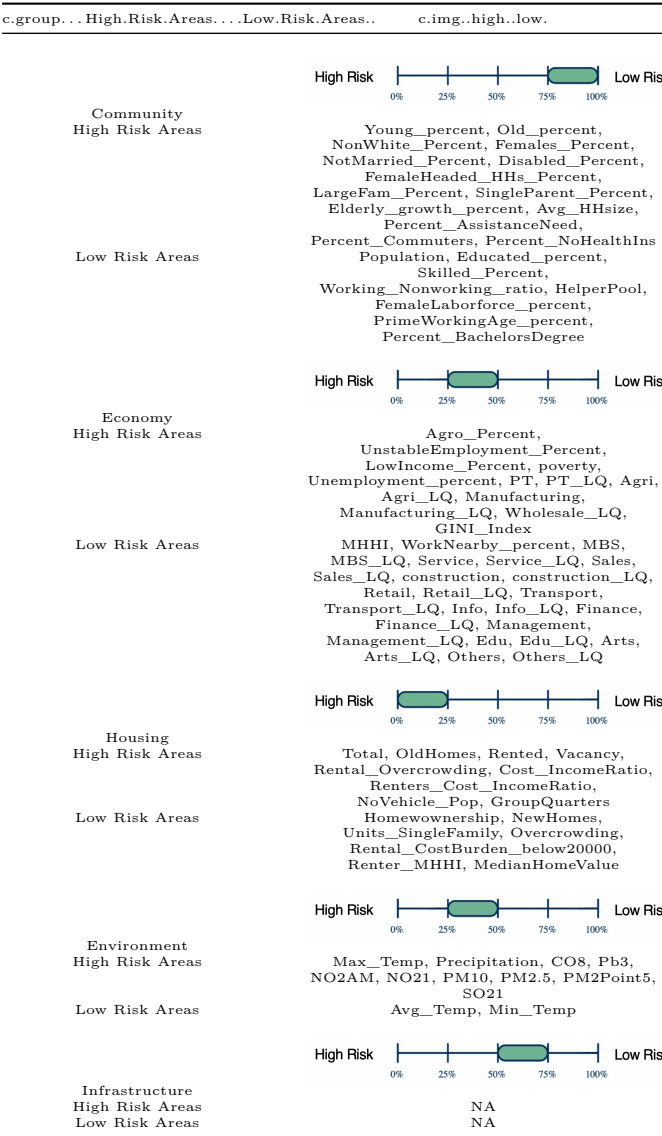 c.group...High.Risk.Areas....Low.Risk.Areas.. c.img..high..low.
High Risk Low Ris
0% 25% 50% 75% 100%
Community
High Risk Areas Young_percent, Old_percent,
NonWhite_Percent, Females_Percent,
NotMarried_Percent, Disabled_Percent,
FemaleHeaded_HHs_Percent,
LargeFam_Percent, SingleParent_Percent,
Elderly_growth_percent, Avg_HHsize,
Percent_AssistanceNeed,
Percent_Commuters, Percent_NoHealthIns
Low Risk Areas Population, Educated_percent,
Skilled_Percent,
Working_Nonworking_ratio, HelperPool,
FemaleLaborforce_percent,
PrimeWorkingAge_percent,
Percent_BachelorsDegree
High Risk Low Ris
0% 25% 50% 75% 100%
Economy
High Risk Areas Agro_Percent,
UnstableEmployment_Percent,
LowIncome_Percent, poverty,
Unemployment_percent, PT, PT_LQ, Agri,
Agri_LQ, Manufacturing,
Manufacturing_LQ, Wholesale_LQ,
GINI_Index
Low Risk Areas MHHI, WorkNearby_percent, MBS,
MBS_LQ, Service, Service_LQ, Sales,
Sales_LQ, construction, construction_LQ,
Retail, Retail_LQ, Transport,
Transport_LQ, Info, Info_LQ, Finance,
Finance_LQ, Management,
Management_LQ, Edu, Edu_LQ, Arts,
Arts_LQ, Others, Others_LQ
High Risk Low Ris
0% 25% 50% 75% 100%
Housing
High Risk Areas Total, OldHomes, Rented, Vacancy,
Rental_Overcrowding, Cost_IncomeRatio,
Renters_Cost_IncomeRatio,
NoVehicle_Pop, GroupQuarters
Low Risk Areas Homewownership, NewHomes,
Units_SingleFamily, Overcrowding,
Rental_CostBurden_below20000,
Renter_MHHI, MedianHomeValue
High Risk Low Ris
0% 25% 50% 75% 100%
Environment
High Risk Areas Max_Temp, Precipitation, CO8, Pb3,
NO2AM, NO21, PM10, PM2.5, PM2Point5,
SO21
Low Risk Areas Avg_Temp, Min_Temp
High Risk Low Ris
0% 25% 50% 75% 100%
Infrastructure
High Risk Areas NA
Low Risk Areas NA